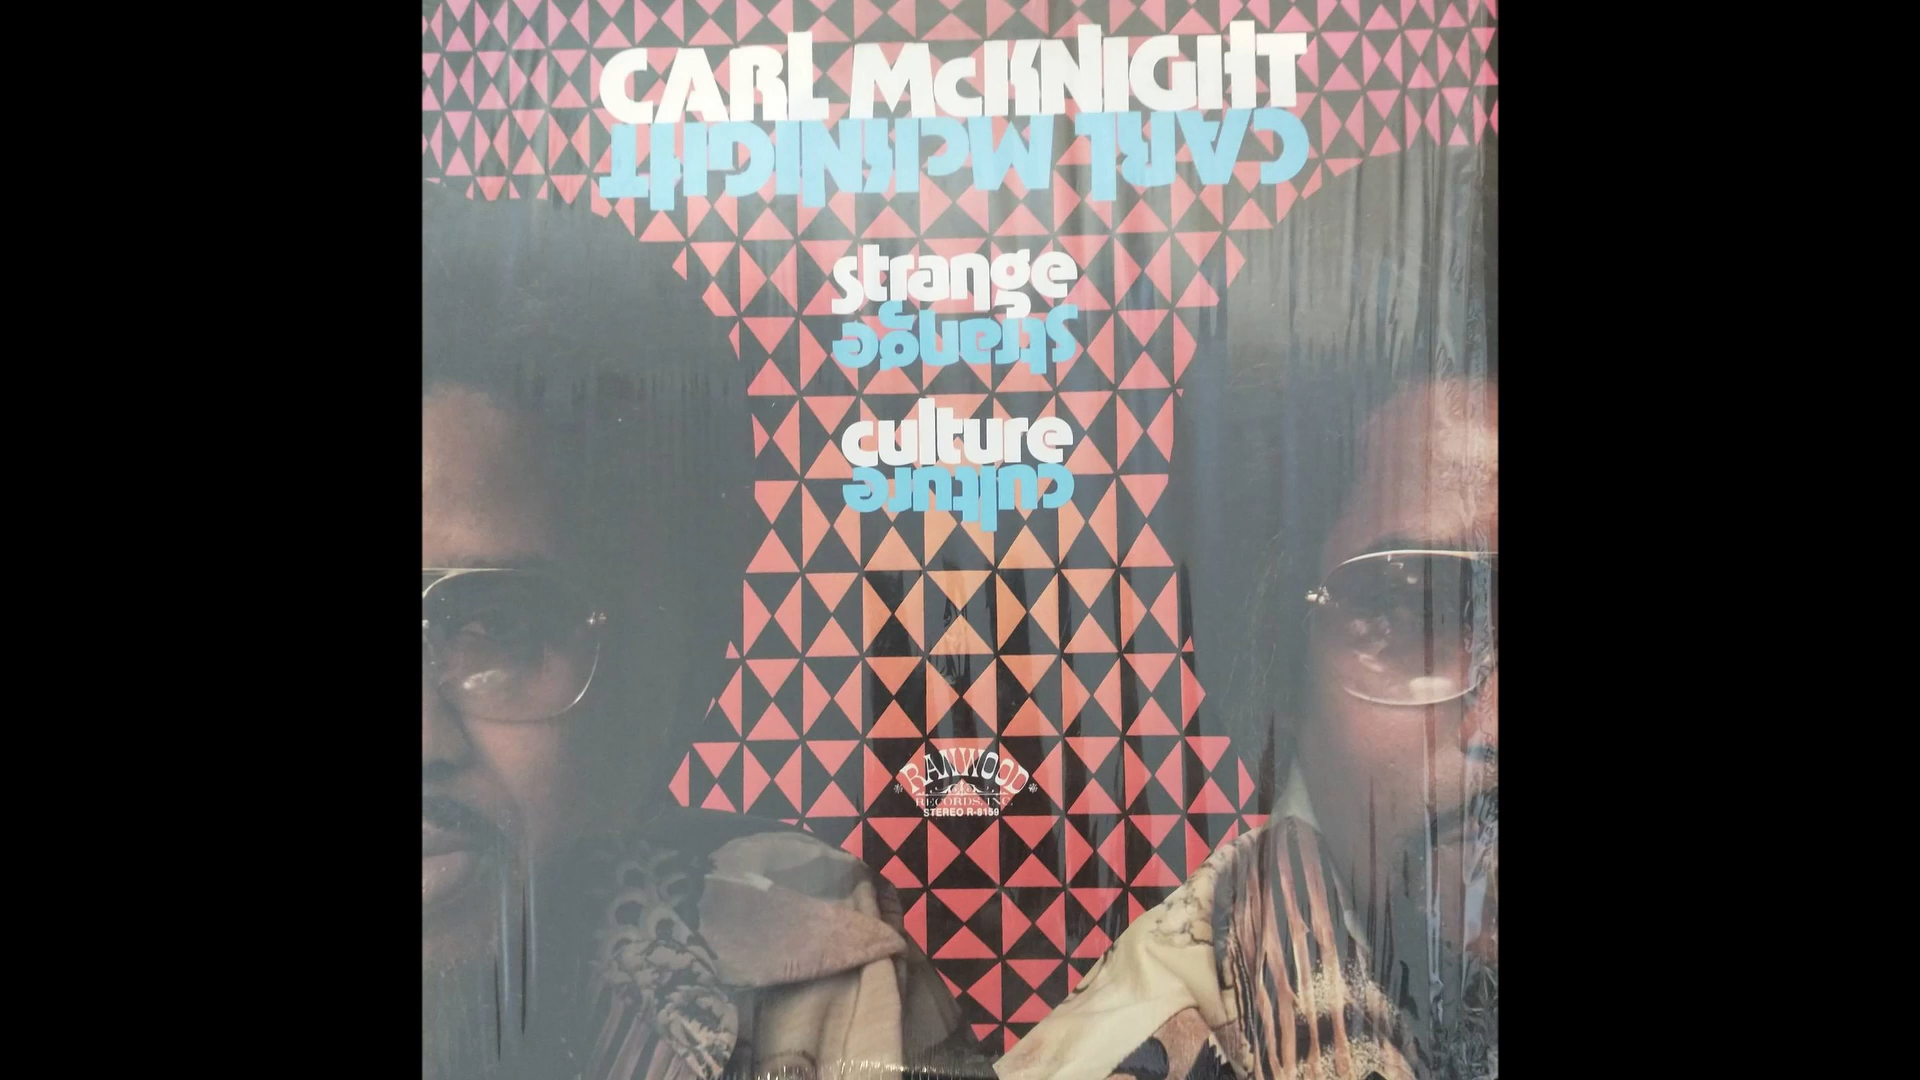 CARL McKNIGHT
CARL McKNIGHT
strange
strange
culture
culture
RANWOOD
RECORDS, INC.
STEREO R-8159